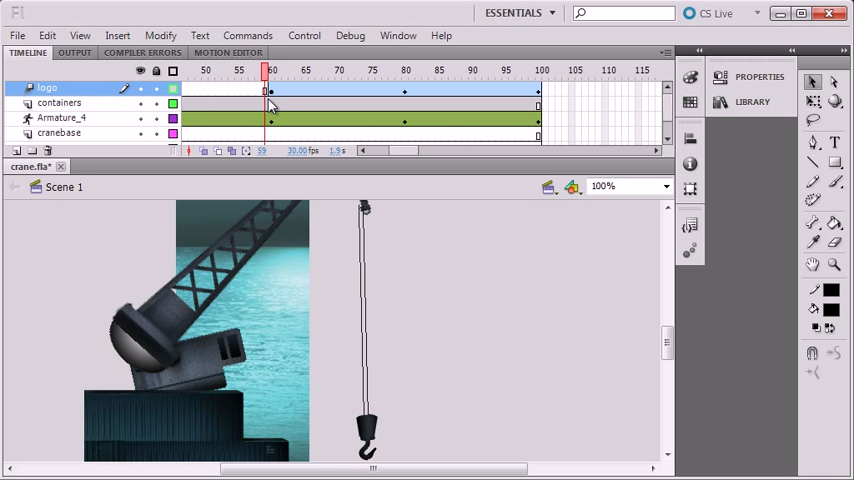 Fl ESSENTIALS CS Live
File Edit View Insert Modify Text Commands Control Debug Window Help
TIMELINE OUTPUT COMPILER ERRORS MOTION EDITOR
50 55 60 65 70 75 80 85 90 95 100 105 110 115
logo
containers
Armature_4
cranebase
59 30.00 fps 1.9 s
crane.fla*
Scene 1 100%
PROPERTIES
LIBRARY
T